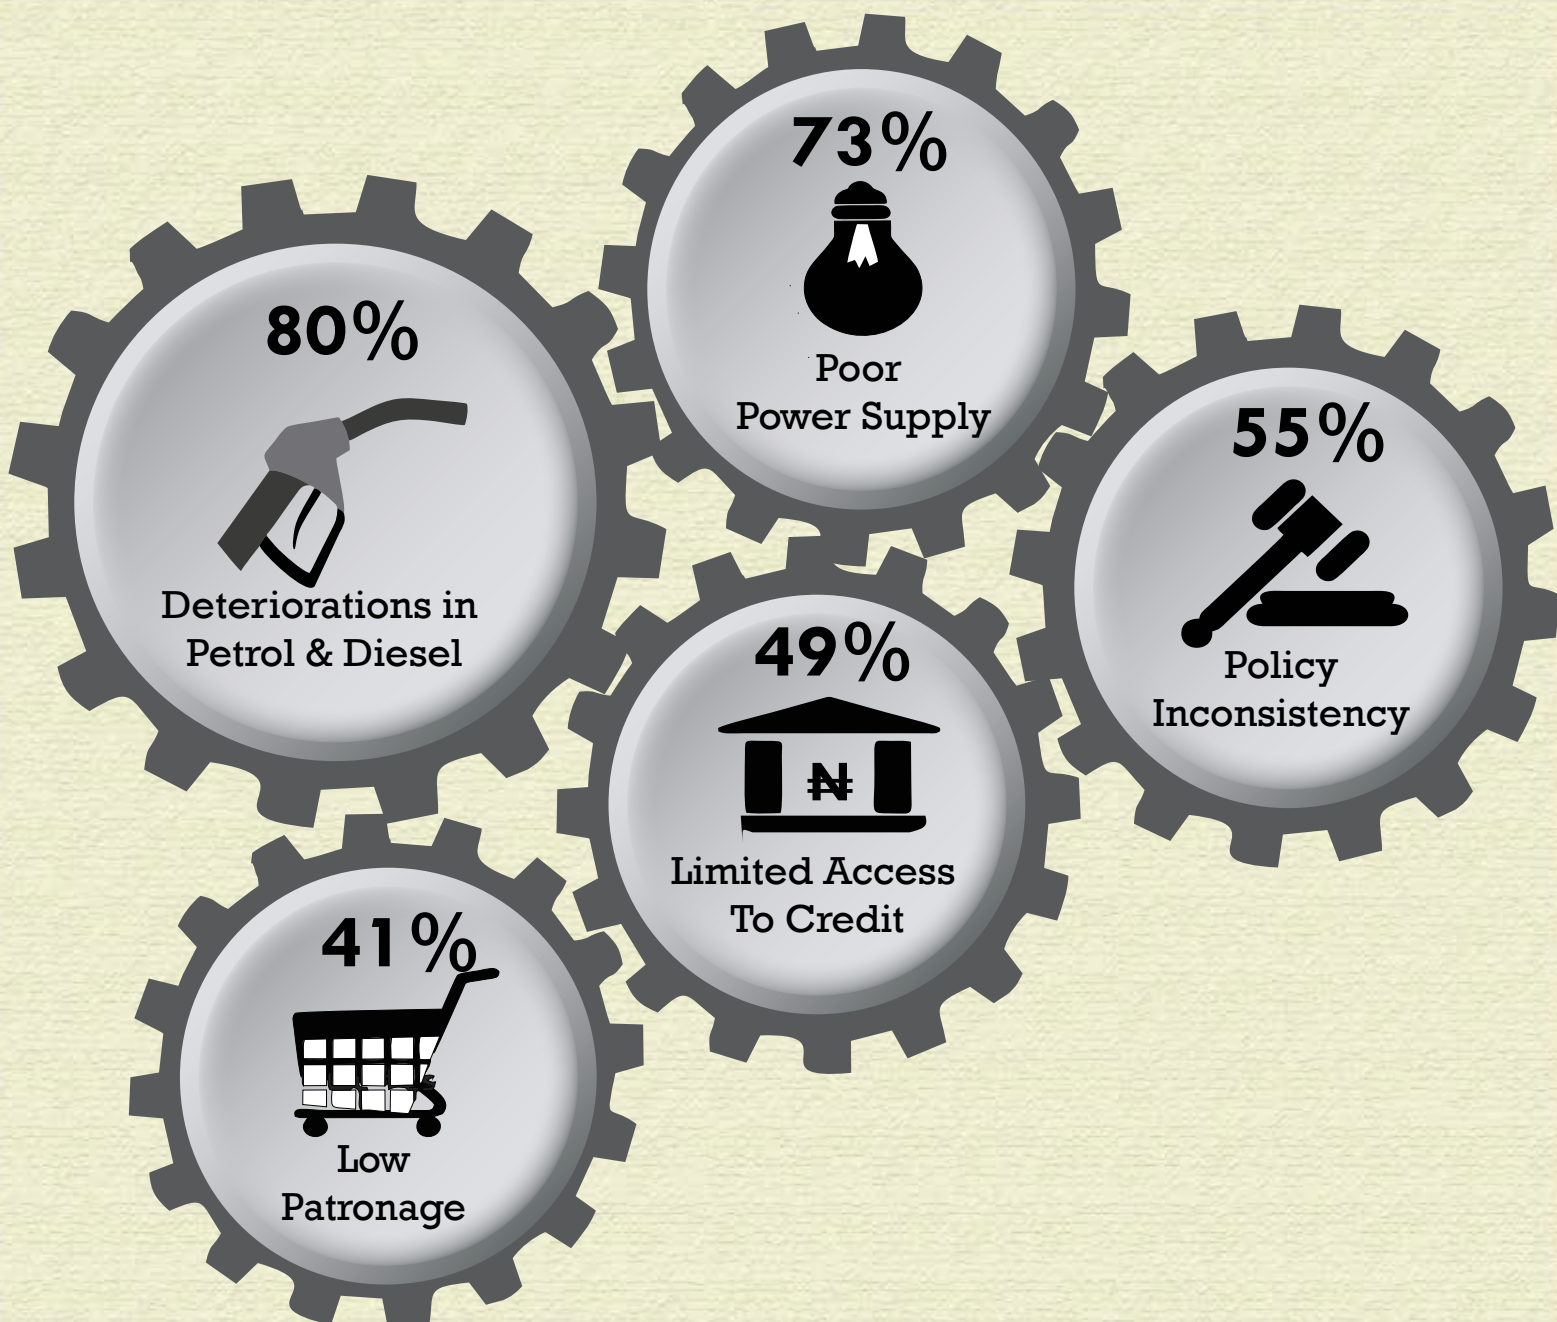 73%
Poor
Power Supply
80%
Deteriorations in
Petrol & Diesel
55%
Policy
Inconsistency
49%
₦
Limited Access
To Credit
41%
Low
Patronage